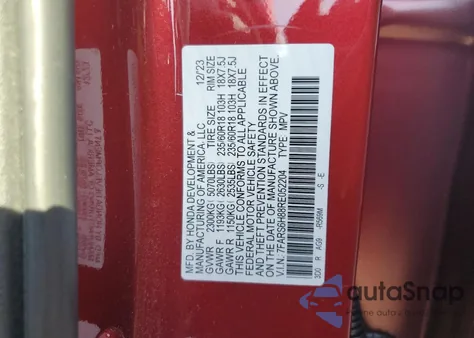 MFD. BY HONDA DEVELOPMENT &
MANUFACTURING OF AMERICA, LLC 12/23
GVWR 2300KG( 5070LBS) TIRE SIZE RIM SIZE
GAWR F 1193KG( 2630LBS) 235/60R18 103H 18X7.5J
GAWR R 1150KG( 2535LBS) 235/60R18 103H 18X7.5J
THIS VEHICLE CONFORMS TO ALL APPLICABLE
FEDERAL MOTOR VEHICLE SAFETY
AND THEFT PREVENTION STANDARDS IN EFFECT
ON THE DATE OF MANUFACTURE SHOWN ABOVE.
V.I.N. 7FARS6H88RE052204 TYPE MPV
3D0 R AG9 -G -E
autoSnap